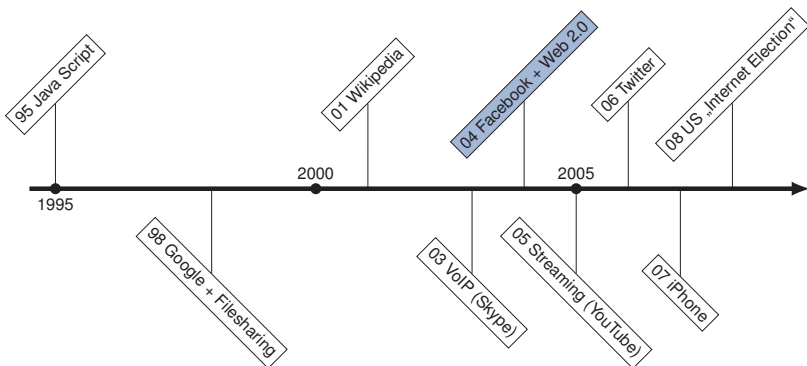 95 Java Script
01 Wikipedia
04 Facebook + Web 2.0
06 Twitter
08 US „Internet Election“
1995
2000
2005
98 Google + Filesharing
03 VoIP (Skype)
05 Streaming (YouTube)
07 iPhone